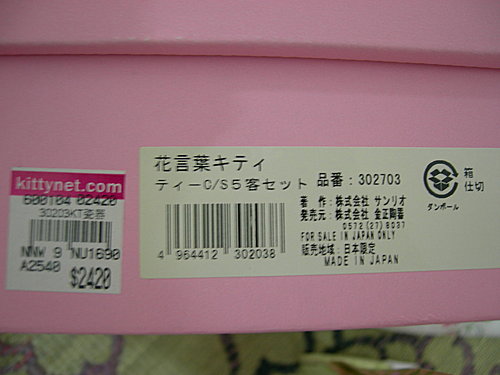 kittynet.com
600104 02420
30203KT瓷器
NNW 9 NU1690
A2540 $2420
花言葉キティ
ティーC/S5客セット 品番:302703
著作:株式会社 サンリオ
発売元:株式会社 金正陶器
0572(27)8037
FOR SALE IN JAPAN ONLY
販売地域:日本限定
MADE IN JAPAN
4 964412 302038
箱
仕切
ダンボール